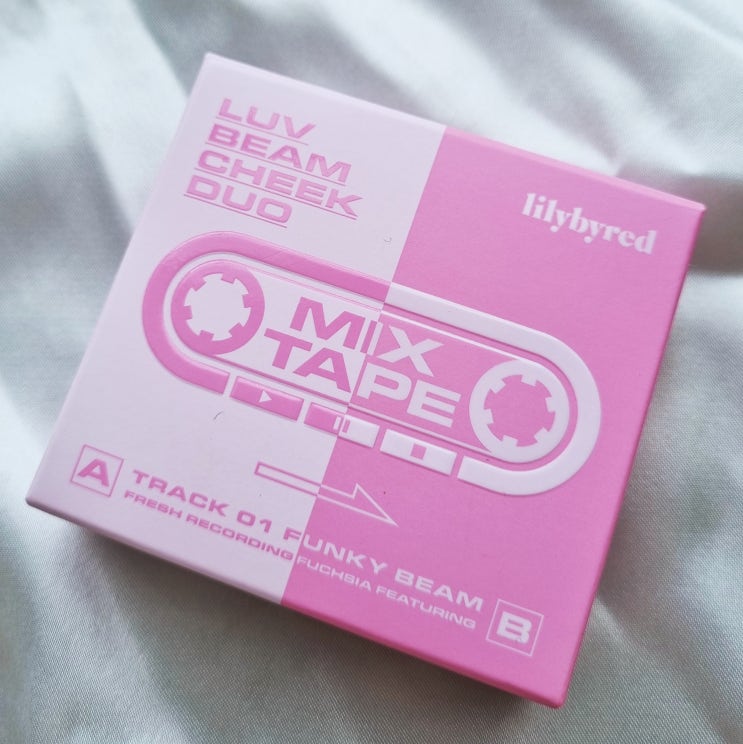 LUV
BEAM
CHEEK
DUO
lilybyred
MIX
TAPE
A
TRACK 01 FUNKY BEAM
FRESH RECORDING FUCHSIA FEATURING
B